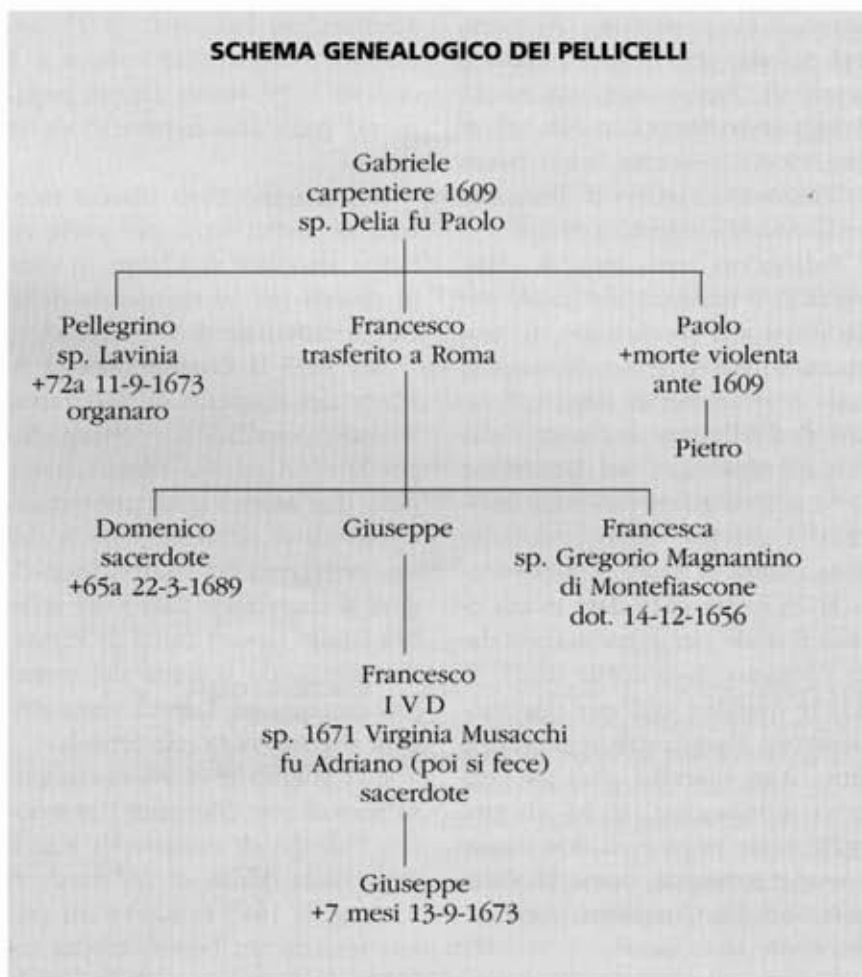 SCHEMA GENEALOGICO DEI PELLICELLI
Gabriele
carpentiere 1609
sp. Delia fu Paolo
Pellegrino
sp. Lavinia
+72a 11-9-1673
organaro
Francesco
trasferito a Roma
Paolo
+morte violenta
ante 1609
Pietro
Domenico
sacerdote
+65a 22-3-1689
Giuseppe
Francesca
sp. Gregorio Magnantino
di Montefiascone
dot. 14-12-1656
Francesco
I V D
sp. 1671 Virginia Musacchi
fu Adriano (poi si fece)
sacerdote
Giuseppe
+7 mesi 13-9-1673